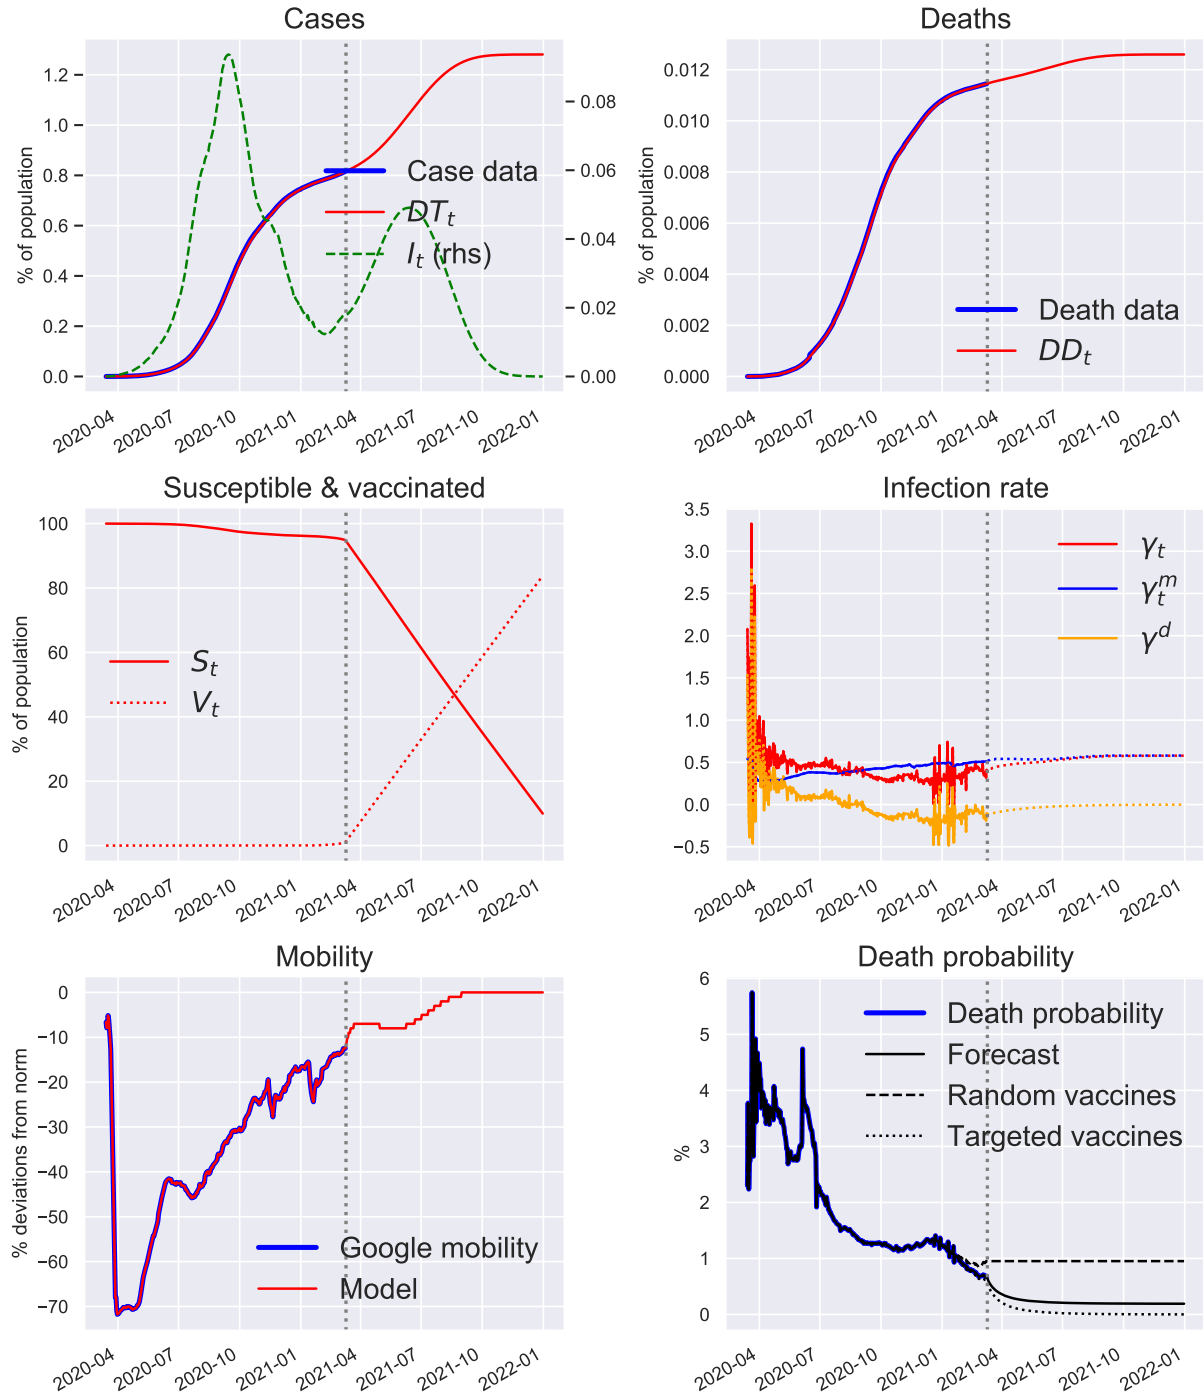 Cases
% of population
1.2
1.0
0.8
0.6
0.4
0.2
0.0
0.08
0.06
0.04
0.02
0.00
Case data
DT_t
I_t (rhs)
2020-04 2020-07 2020-10 2021-01 2021-04 2021-07 2021-10 2022-01
Deaths
% of population
0.012
0.010
0.008
0.006
0.004
0.002
0.000
Death data
DD_t
2020-04 2020-07 2020-10 2021-01 2021-04 2021-07 2021-10 2022-01
Susceptible & vaccinated
% of population
100
80
60
40
20
0
S_t
V_t
2020-04 2020-07 2020-10 2021-01 2021-04 2021-07 2021-10 2022-01
Infection rate
3.5
3.0
2.5
2.0
1.5
1.0
0.5
0.0
−0.5
γ_t
γ_t^m
γ^d
2020-04 2020-07 2020-10 2021-01 2021-04 2021-07 2021-10 2022-01
Mobility
% deviations from norm
0
−10
−20
−30
−40
−50
−60
−70
Google mobility
Model
2020-04 2020-07 2020-10 2021-01 2021-04 2021-07 2021-10 2022-01
Death probability
%
6
5
4
3
2
1
0
Death probability
Forecast
Random vaccines
Targeted vaccines
2020-04 2020-07 2020-10 2021-01 2021-04 2021-07 2021-10 2022-01